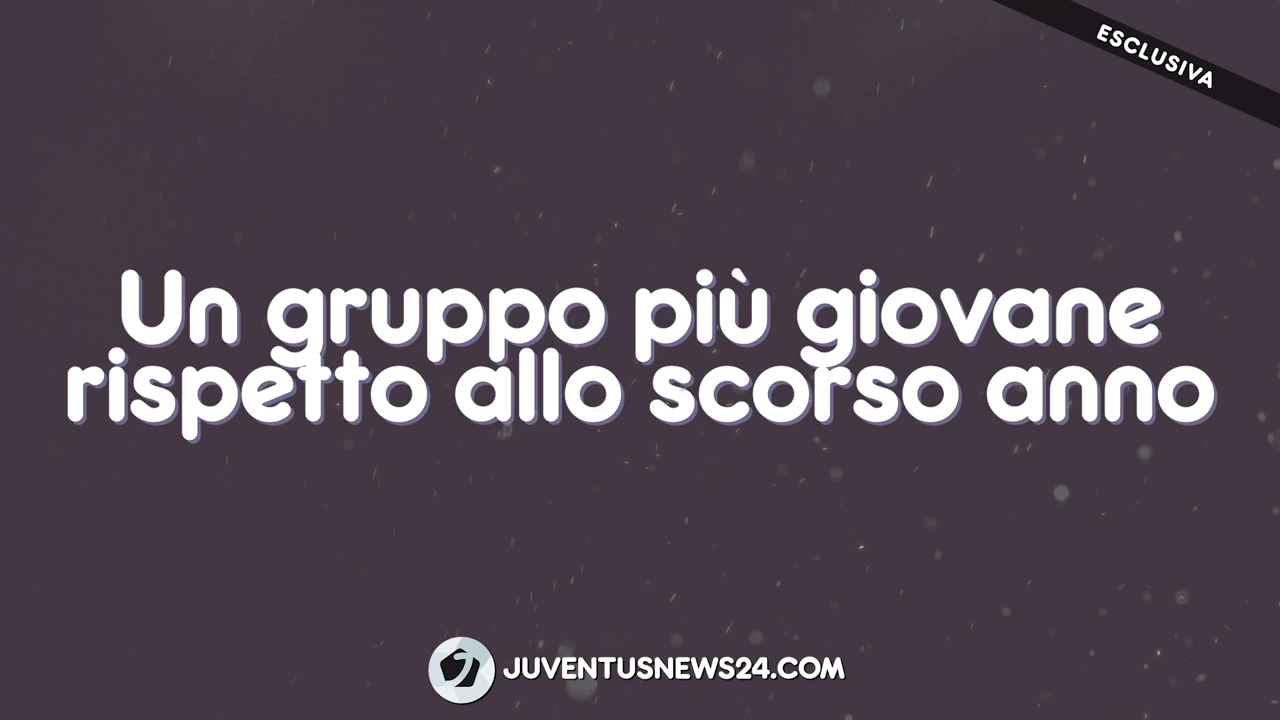 ESCLUSIVA
Un gruppo più giovane
rispetto allo scorso anno
JUVENTUSNEWS24.COM